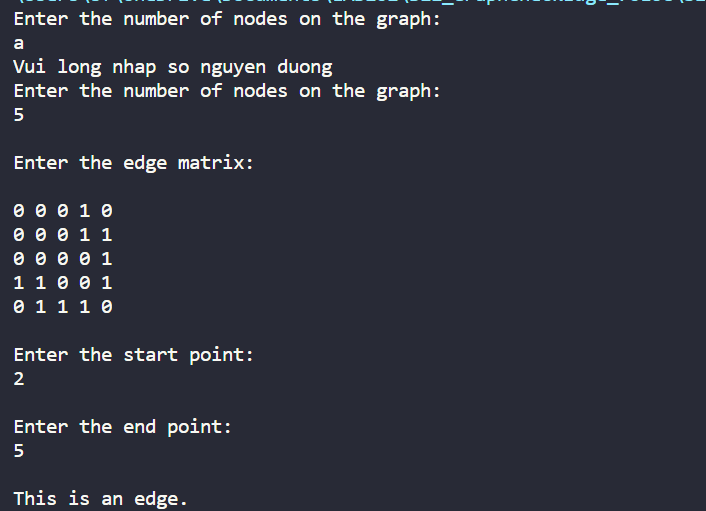 Enter the number of nodes on the graph:
a
Vui long nhap so nguyen duong
Enter the number of nodes on the graph:
5
Enter the edge matrix:
0 0 0 1 0
0 0 0 1 1
0 0 0 0 1
1 1 0 0 1
0 1 1 1 0
Enter the start point:
2
Enter the end point:
5
This is an edge.